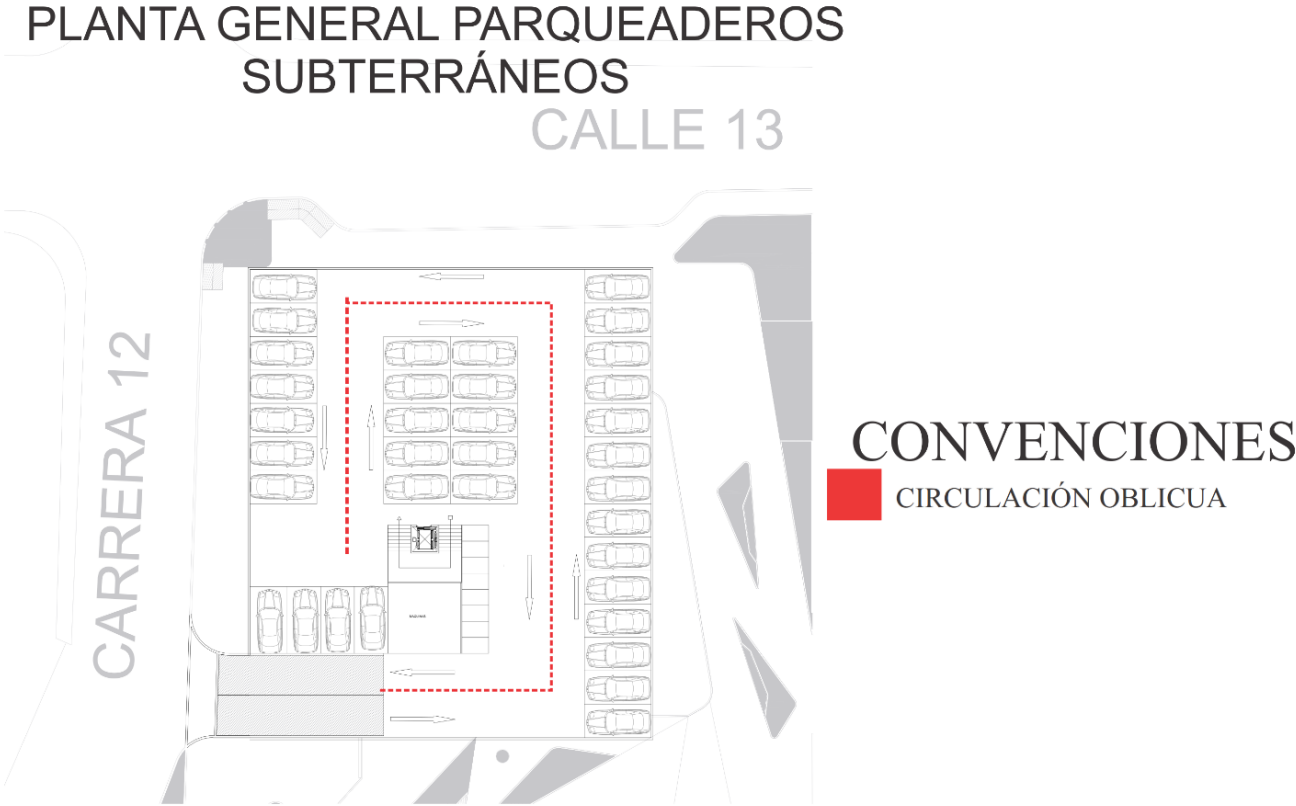 PLANTA GENERAL PARQUEADEROS
SUBTERRÁNEOS
CALLE 13
CARRERA 12
CONVENCIONES
CIRCULACIÓN OBLICUA